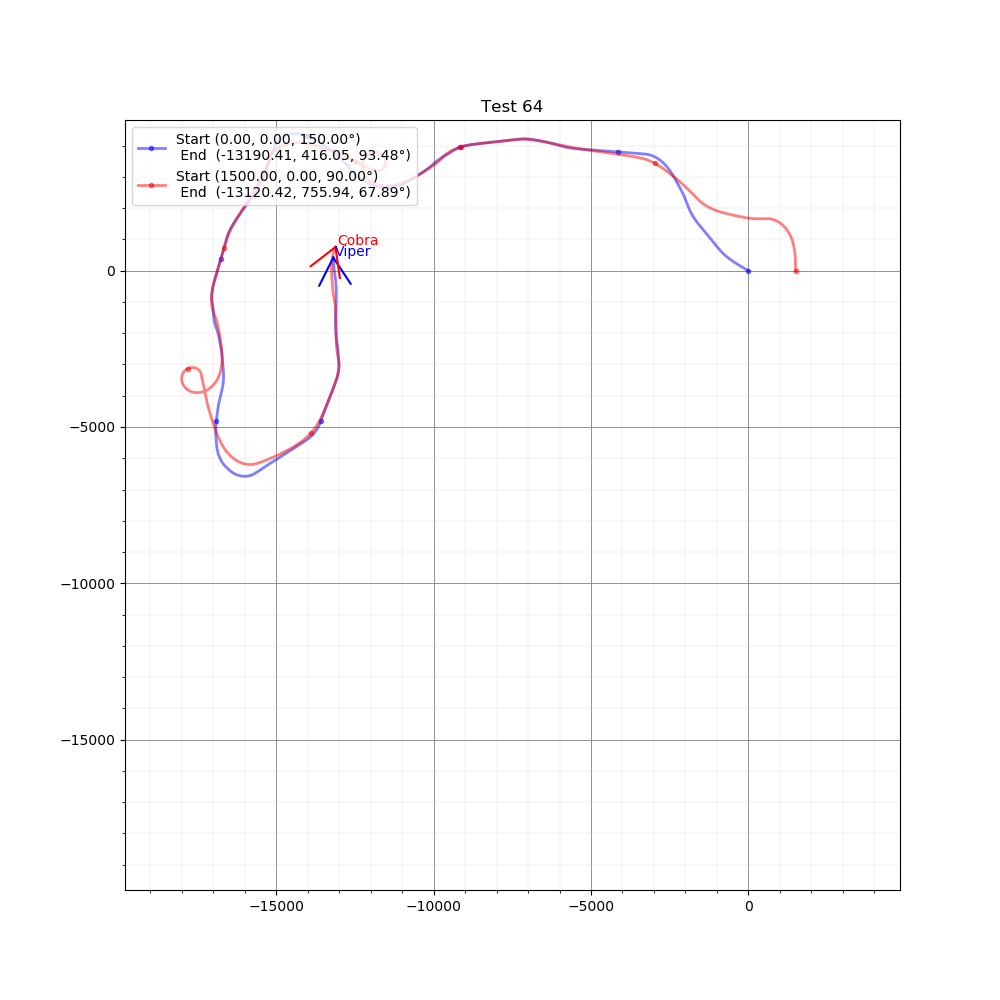 Test 64
Start (0.00, 0.00, 150.00°)
End  (-13190.41, 416.05, 93.48°)
Start (1500.00, 0.00, 90.00°)
End  (-13120.42, 755.94, 67.89°)
Cobra
Viper
0
−5000
−10000
−15000
−15000
−10000
−5000
0